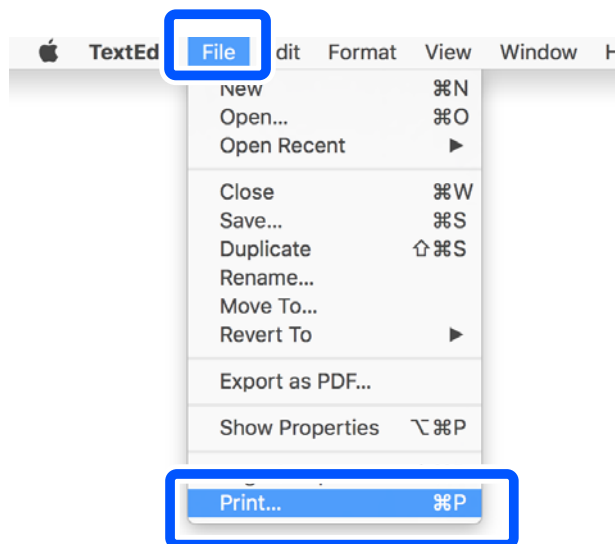 TextEd File dit Format View Window H
New ⌘N
Open... ⌘O
Open Recent ▶
Close ⌘W
Save... ⌘S
Duplicate ⇧⌘S
Rename...
Move To...
Revert To ▶
Export as PDF...
Show Properties ⌥⌘P
Print... ⌘P